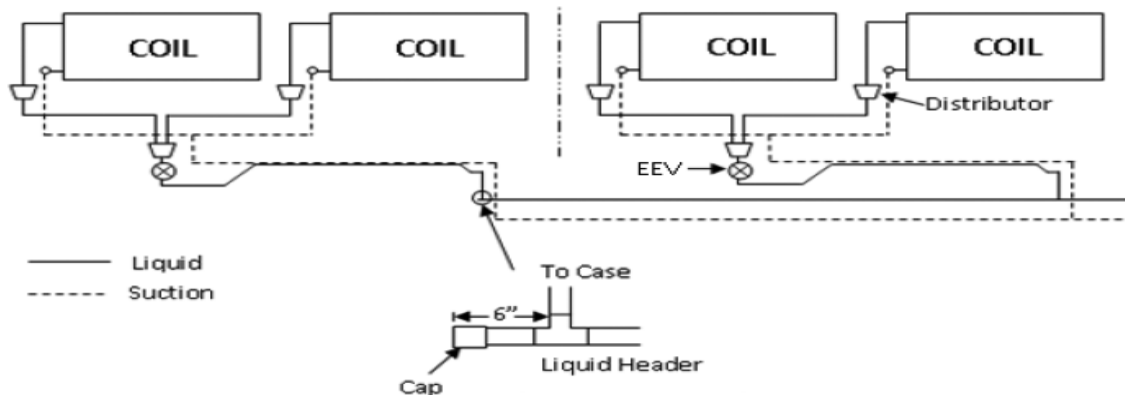 COIL
COIL
COIL
COIL
Distributor
EEV
Liquid
Suction
To Case
6”
Liquid Header
Cap